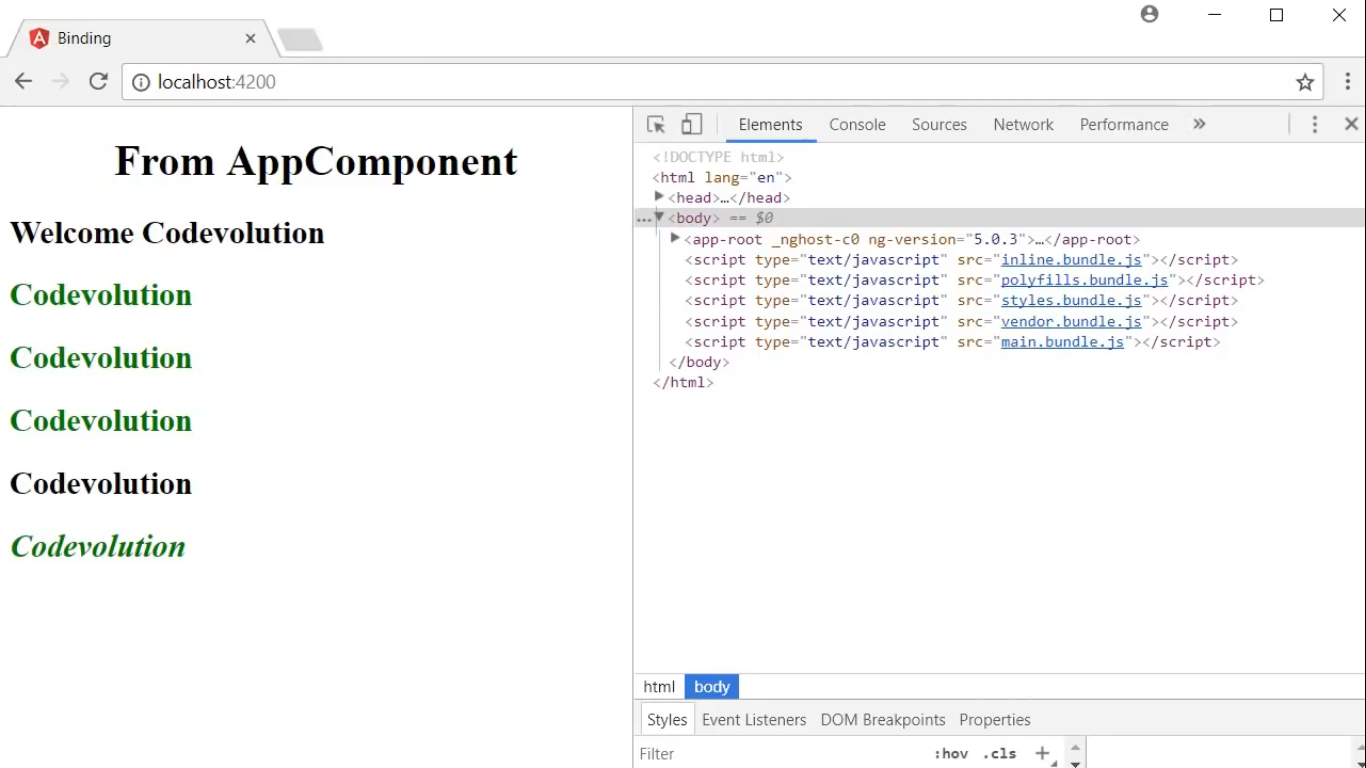 Binding
localhost:4200
From AppComponent
Welcome Codevolution
Codevolution
Codevolution
Codevolution
Codevolution
Codevolution
Elements Console Sources Network Performance »
<!DOCTYPE html>
<html lang="en">
<head>…</head>
…<body> == $0
<app-root _nghost-c0 ng-version="5.0.3">…</app-root>
<script type="text/javascript" src="inline.bundle.js"></script>
<script type="text/javascript" src="polyfills.bundle.js"></script>
<script type="text/javascript" src="styles.bundle.js"></script>
<script type="text/javascript" src="vendor.bundle.js"></script>
<script type="text/javascript" src="main.bundle.js"></script>
</body>
</html>
html body
Styles Event Listeners DOM Breakpoints Properties
Filter :hov .cls +